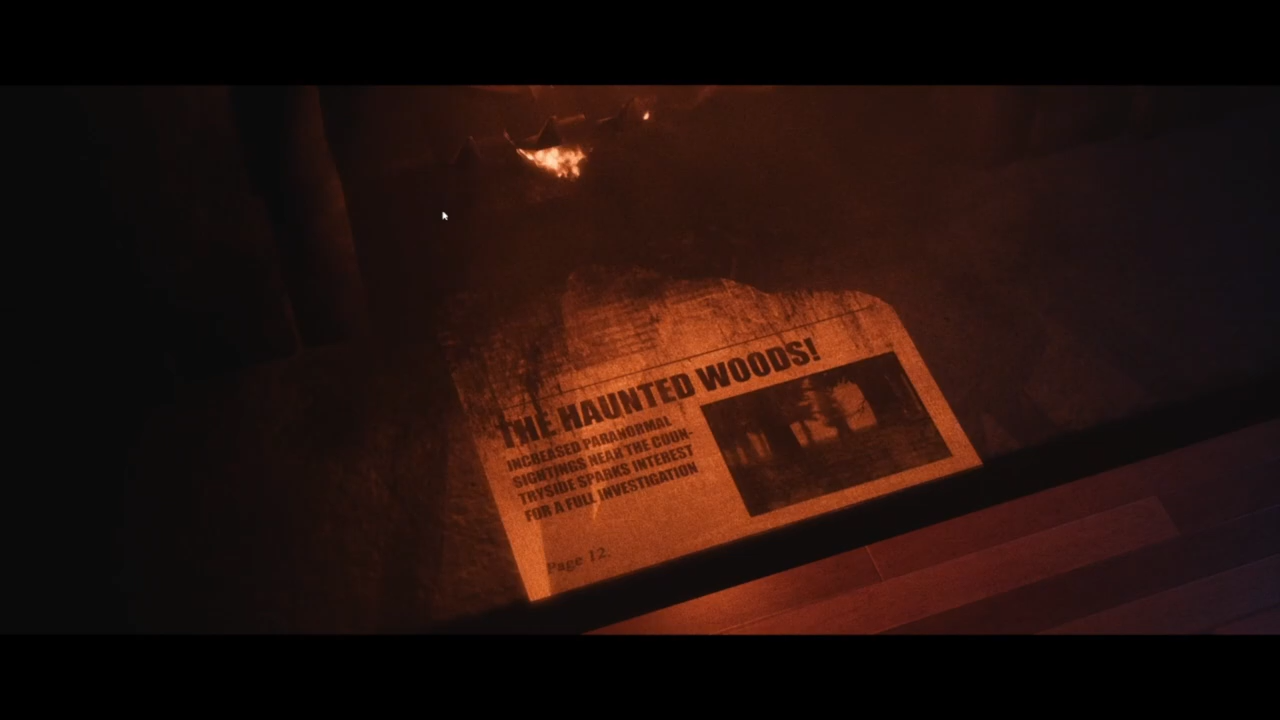 THE HAUNTED WOODS!
INCREASED PARANORMAL
SIGHTINGS NEAR THE COUN-
TRYSIDE SPARKS INTEREST
FOR A FULL INVESTIGATION
Page 12.